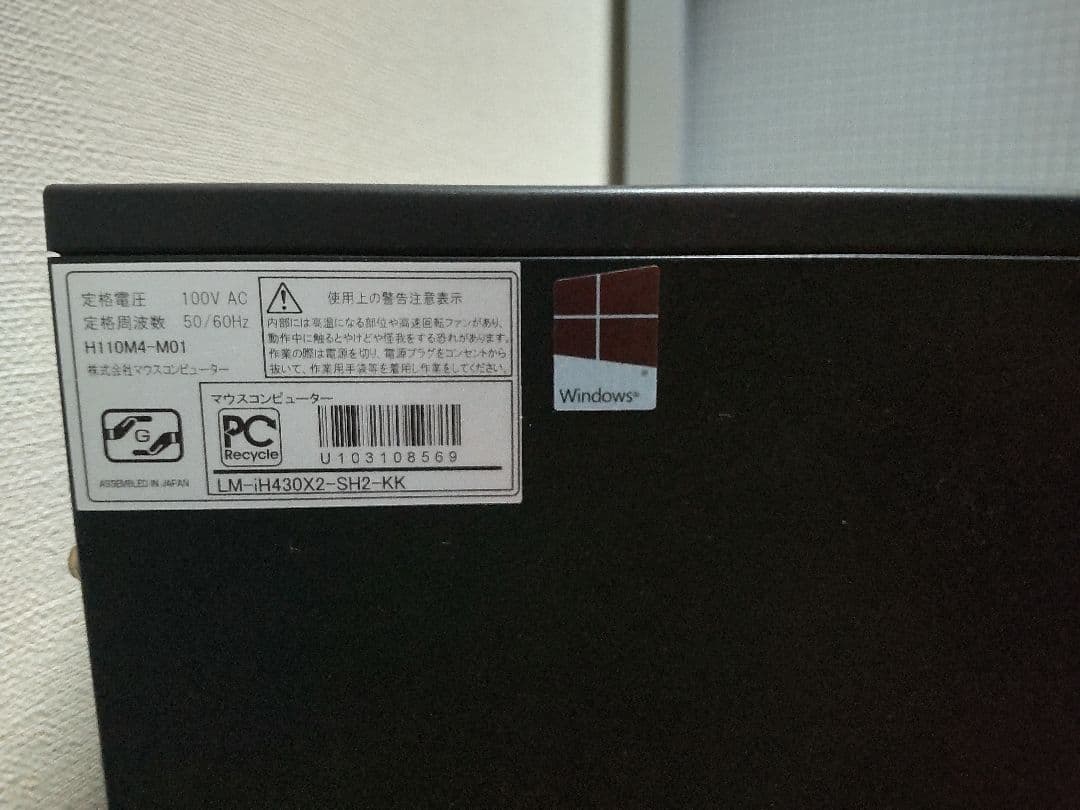 定格電圧 100V AC
定格周波数 50/60Hz
H110M4-M01
株式会社マウスコンピューター
使用上の警告注意表示
内部には高温になる部位や高速回転ファンがあり、
動作中に触るとやけどや怪我をする恐れがあります。
作業の際は電源を切り、電源プラグをコンセントから
抜いて、作業用手袋等を着用し作業をしてください。
G
ASSEMBLED IN JAPAN
マウスコンピューター
PC
Recycle
U103108569
LM-iH430X2-SH2-KK
Windows®